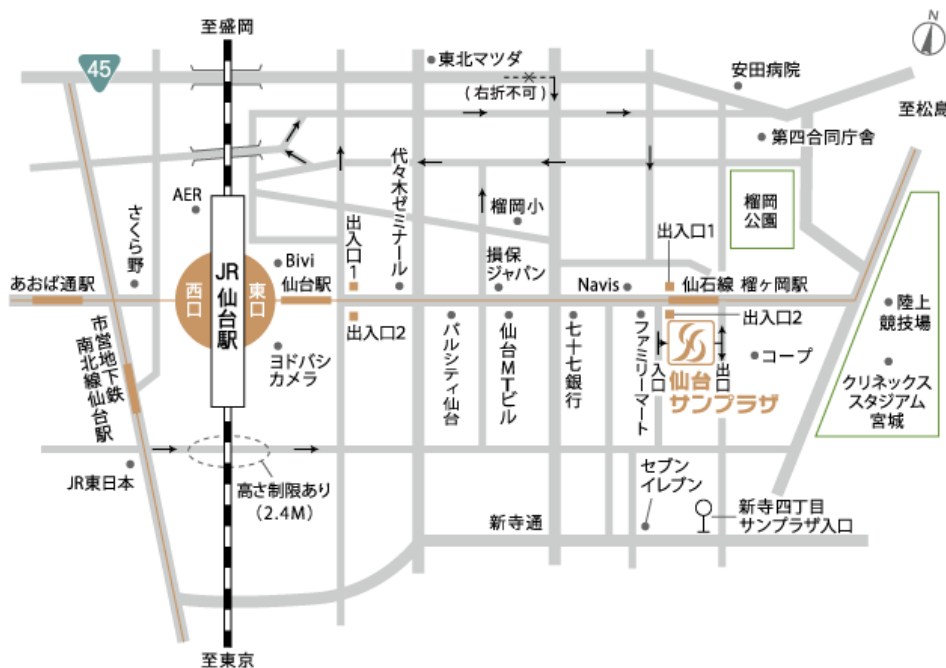 至盛岡
N
45
東北マツダ
(右折不可)
安田病院
至松島
第四合同庁舎
代々木ゼミナール
AER
さくら野
榴岡小
榴岡
公園
出入口1
損保
ジャパン
出入口1
あおば通駅
西口
JR仙台駅
東口
Bivi
仙台駅
Navis
仙石線 榴ヶ岡駅
陸上
競技場
出入口2
出入口2
市営地下鉄
南北線仙台駅
ヨドバシ
カメラ
パルシティ仙台
仙台MTビル
七十七銀行
ファミリーマート
入口
出口
コープ
仙台
サンプラザ
クリネックス
スタジアム
宮城
JR東日本
高さ制限あり
(2.4M)
セブン
イレブン
新寺四丁目
サンプラザ入口
新寺通
至東京